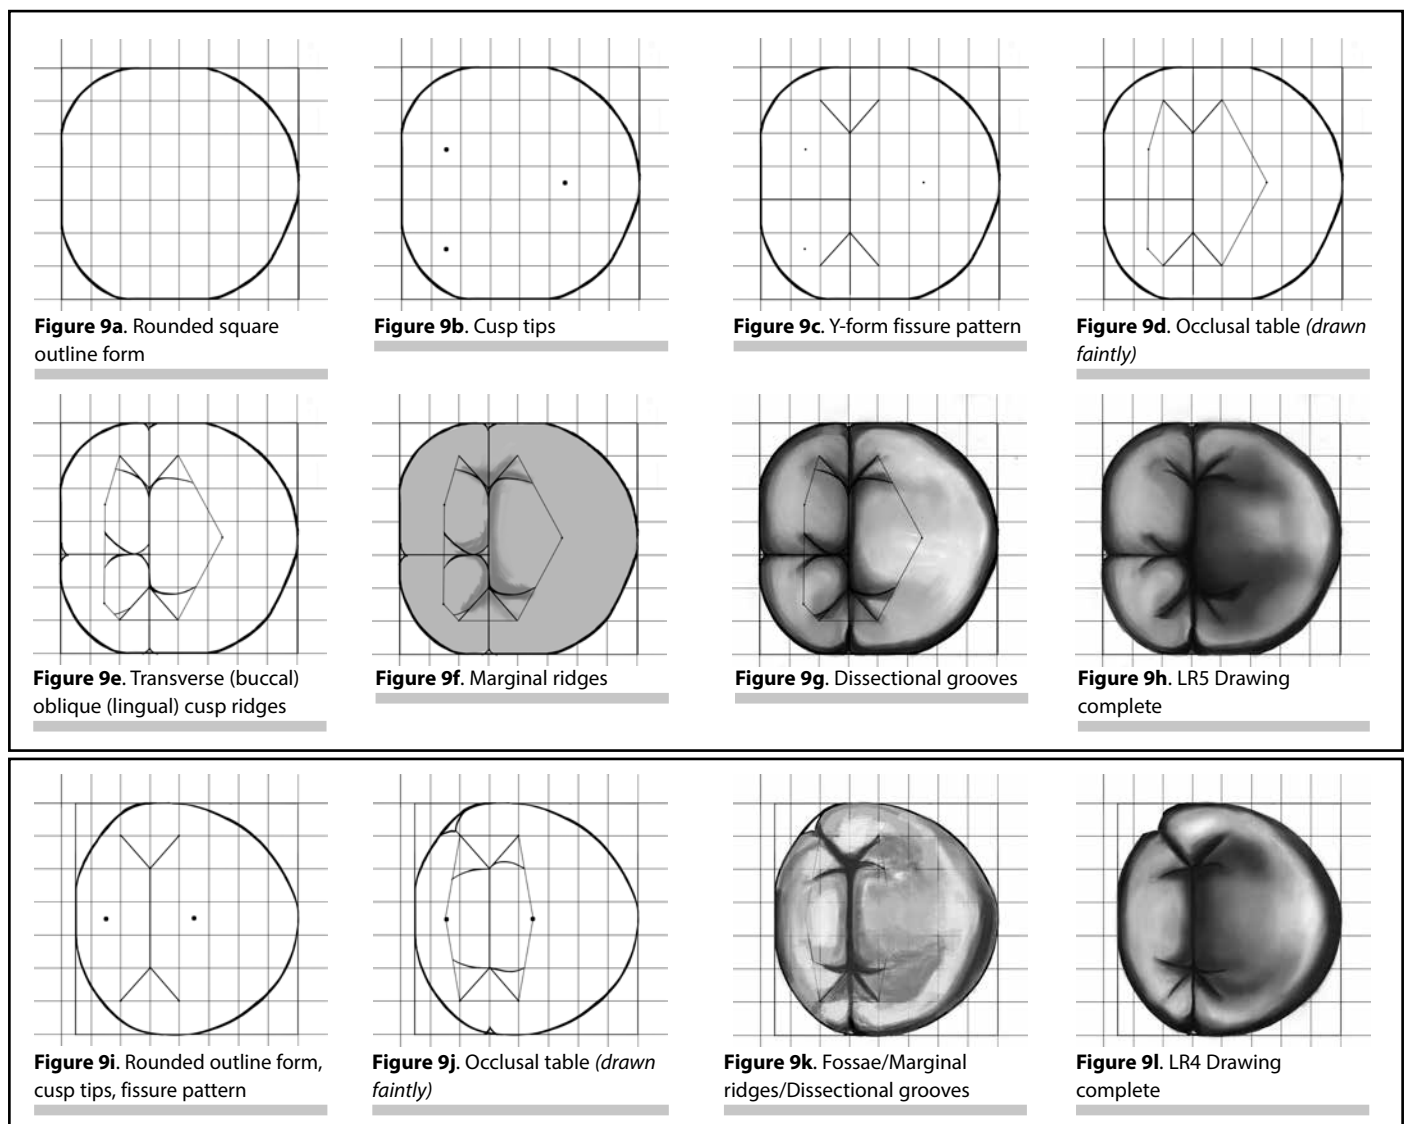 Figure 9a. Rounded square
outline form
Figure 9b. Cusp tips
Figure 9c. Y-form fissure pattern
Figure 9d. Occlusal table (drawn
faintly)
Figure 9e. Transverse (buccal)
oblique (lingual) cusp ridges
Figure 9f. Marginal ridges
Figure 9g. Dissectional grooves
Figure 9h. LR5 Drawing
complete
Figure 9i. Rounded outline form,
cusp tips, fissure pattern
Figure 9j. Occlusal table (drawn
faintly)
Figure 9k. Fossae/Marginal
ridges/Dissectional grooves
Figure 9l. LR4 Drawing
complete